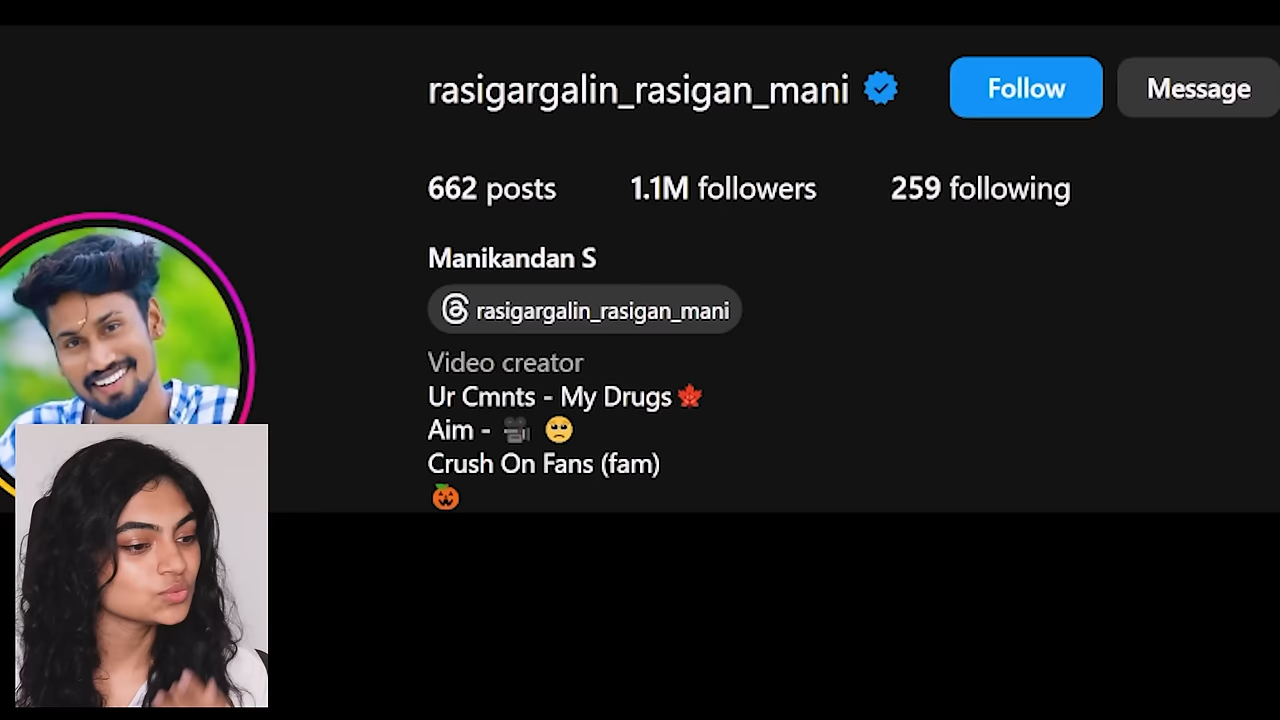 rasigargalin_rasigan_mani
Follow
Message
662 posts
1.1M followers
259 following
Manikandan S
rasigargalin_rasigan_mani
Video creator
Ur Cmnts - My Drugs🍁
Aim - 🎥 🥺
Crush On Fans (fam)
🎃